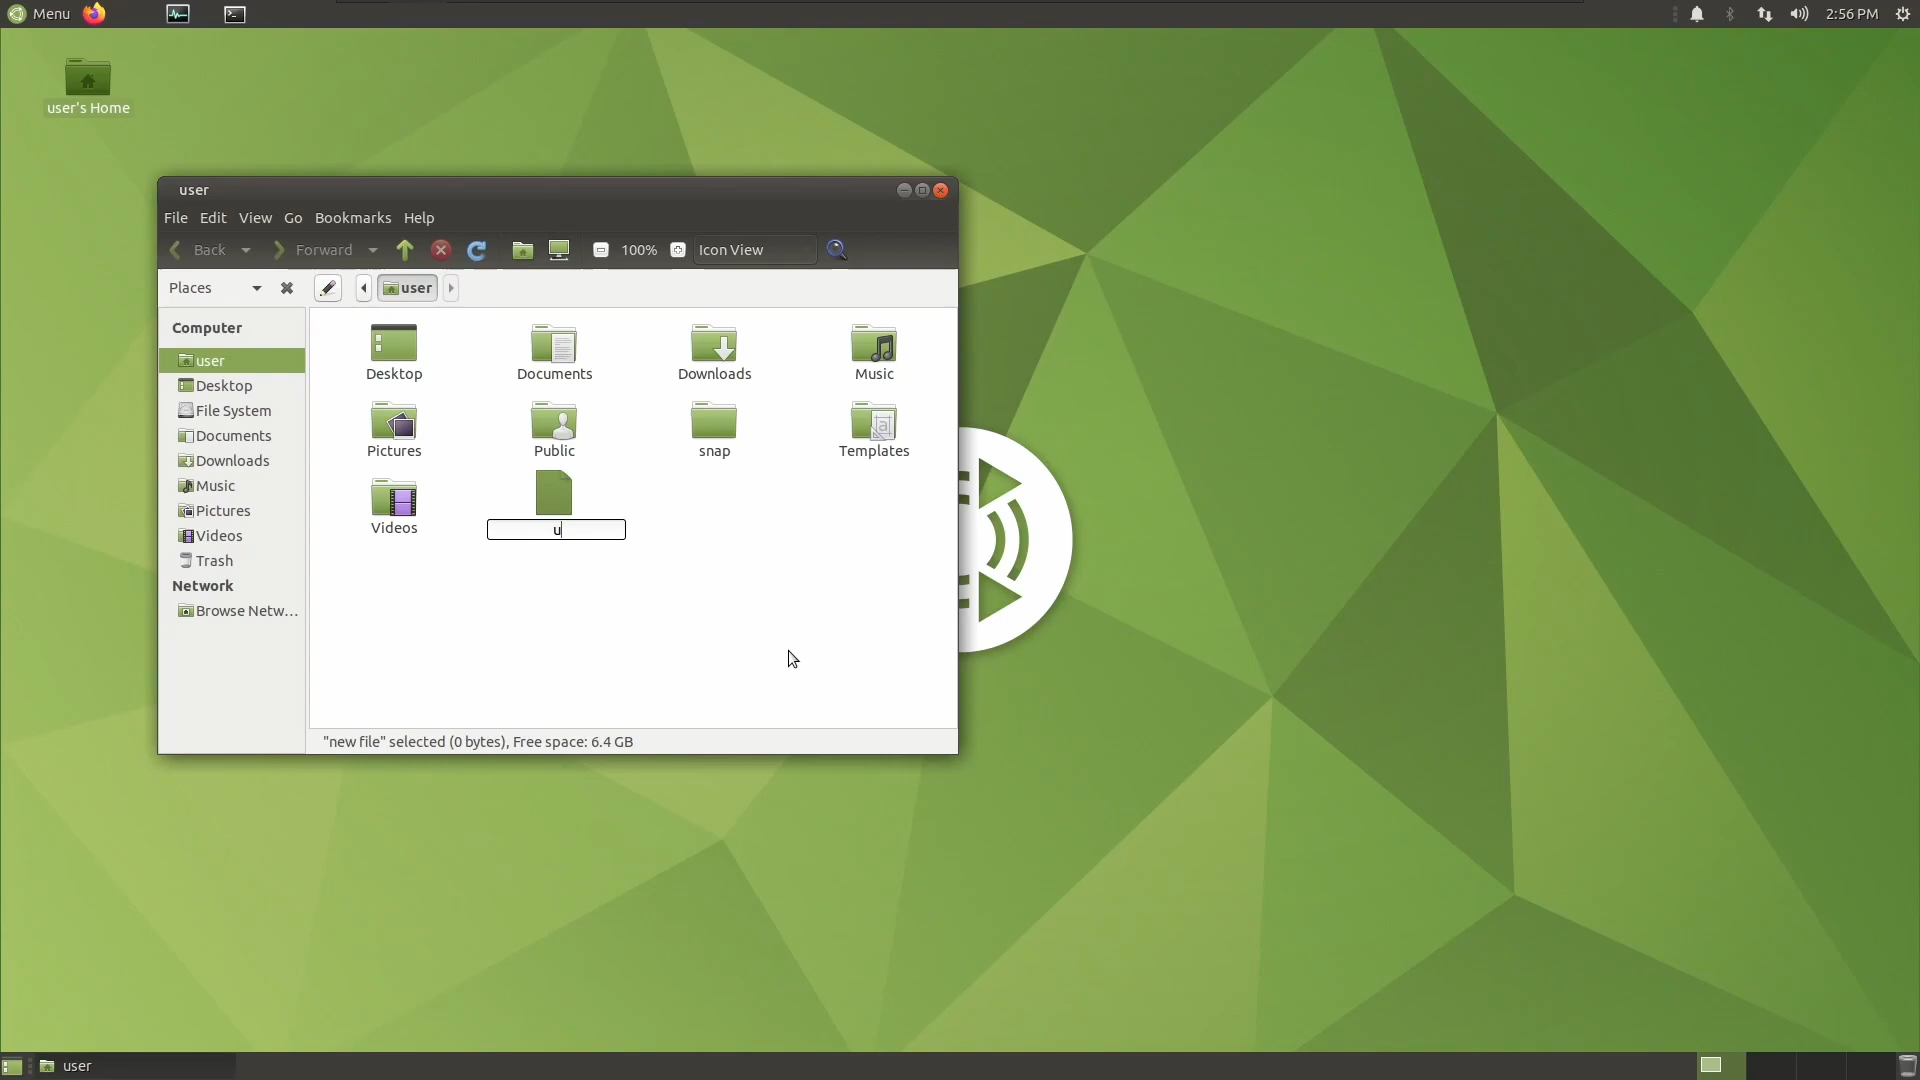 Menu
2:56 PM
user's Home
user
File Edit View Go Bookmarks Help
Back Forward 100% Icon View
Places user
Computer
user
Desktop
File System
Documents
Downloads
Music
Pictures
Videos
Trash
Network
Browse Netw...
Desktop Documents Downloads Music
Pictures Public snap Templates
Videos u
"new file" selected (0 bytes), Free space: 6.4 GB
user